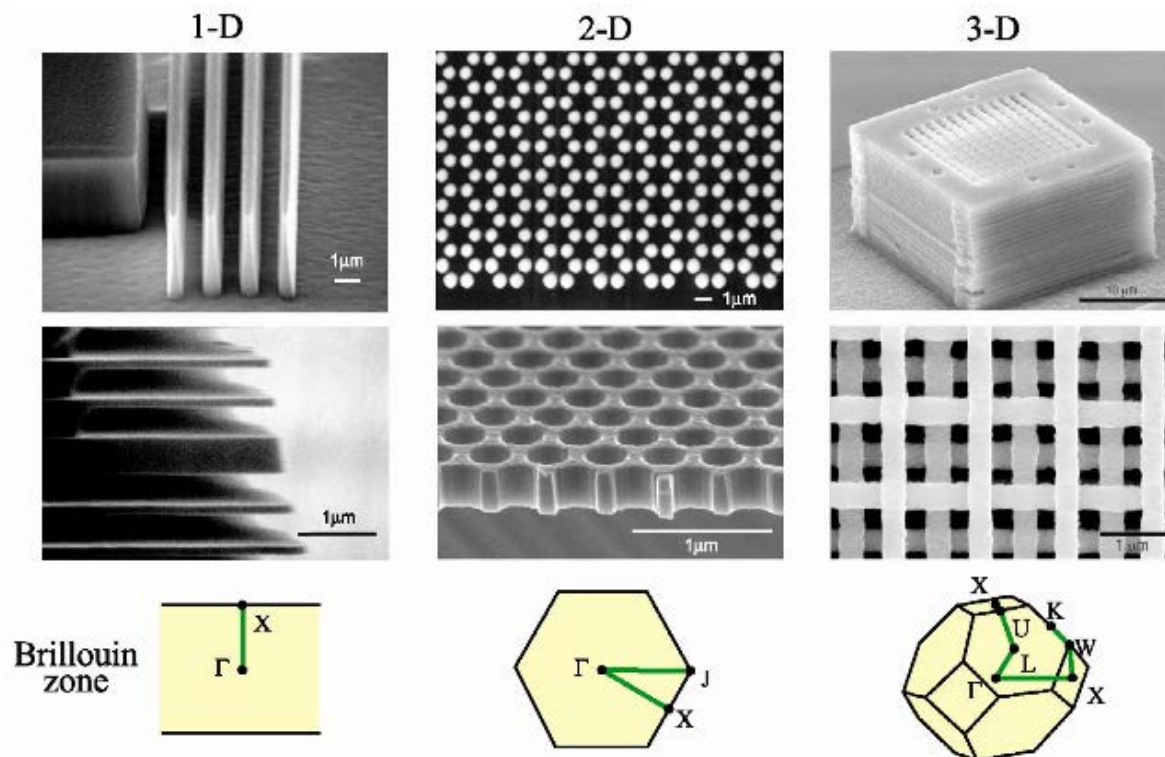 1-D
2-D
3-D
1µm
1µm
10 µm
1µm
1µm
1 µm
Brillouin
zone
X
Γ
Γ
J
X
X
K
U
W
L
Γ
X